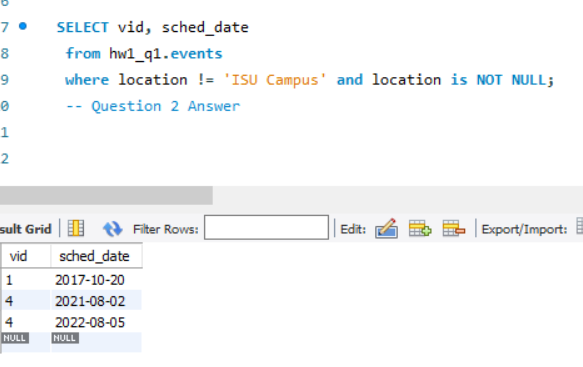 6
7 SELECT vid, sched_date
8 from hw1_q1.events
9 where location != 'ISU Campus' and location is NOT NULL;
0 -- Question 2 Answer
1
2
sult Grid Filter Rows: Edit: Export/Import:
vid sched_date
1 2017-10-20
4 2021-08-02
4 2022-08-05
NULL NULL